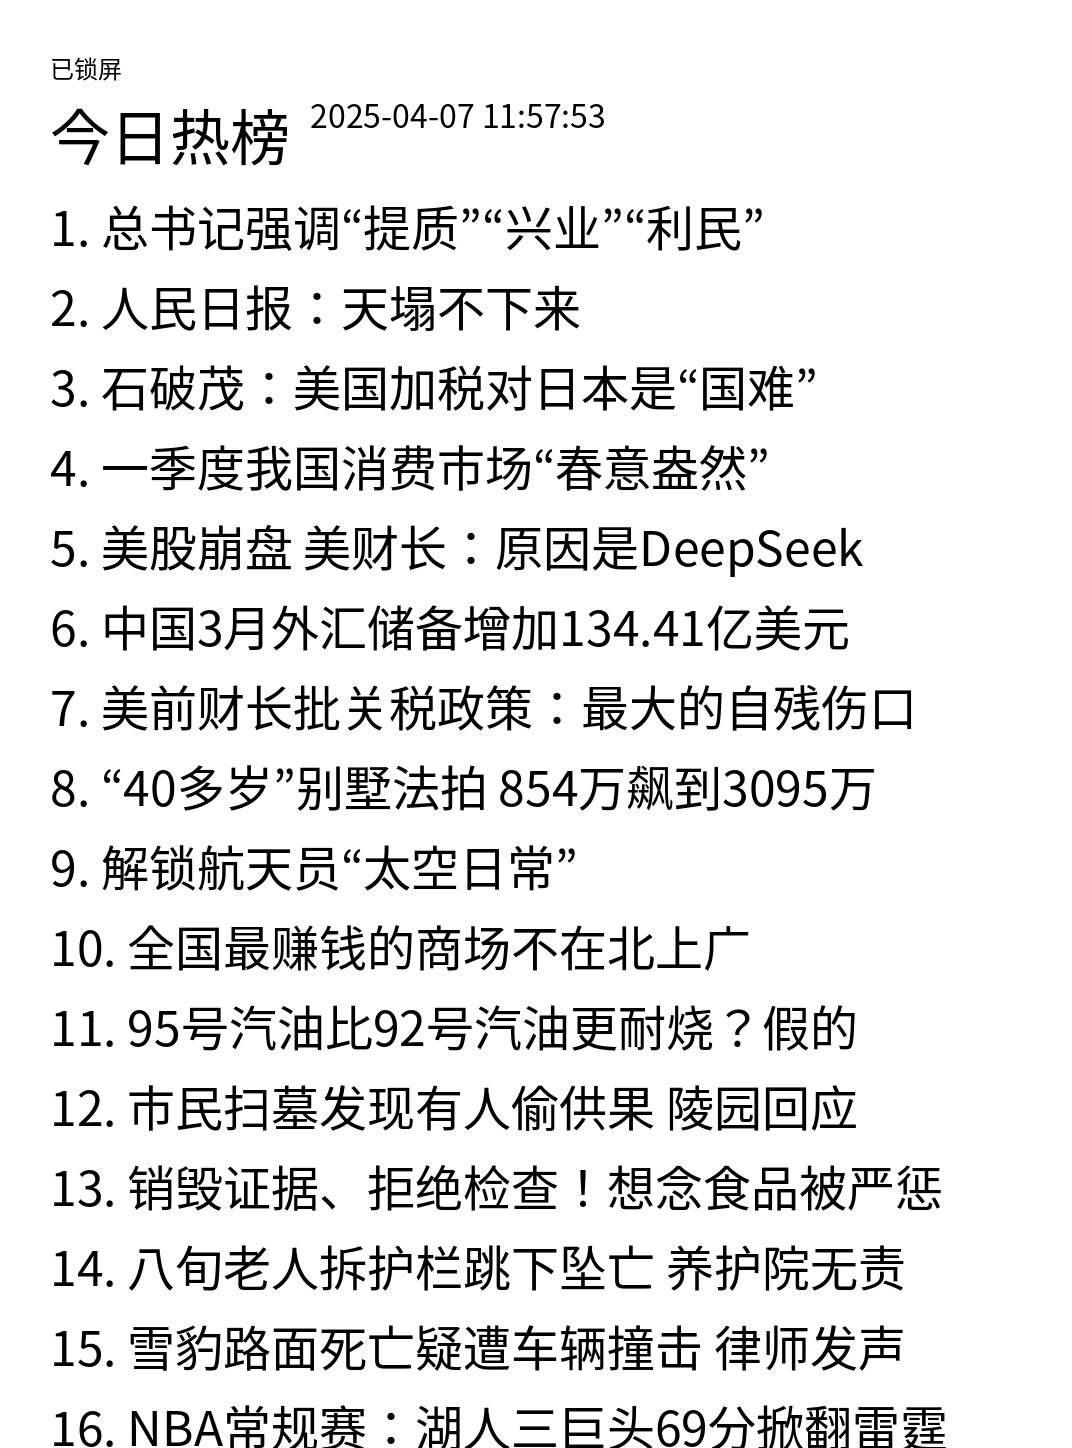 已锁屏
今日热榜 2025-04-07 11:57:53
1. 总书记强调“提质”“兴业”“利民”
2. 人民日报：天塌不下来
3. 石破茂：美国加税对日本是“国难”
4. 一季度我国消费市场“春意盎然”
5. 美股崩盘 美财长：原因是DeepSeek
6. 中国3月外汇储备增加134.41亿美元
7. 美前财长批关税政策：最大的自残伤口
8. “40多岁”别墅法拍 854万飙到3095万
9. 解锁航天员“太空日常”
10. 全国最赚钱的商场不在北上广
11. 95号汽油比92号汽油更耐烧？假的
12. 市民扫墓发现有人偷供果 陵园回应
13. 销毁证据、拒绝检查！想念食品被严惩
14. 八旬老人拆护栏跳下坠亡 养护院无责
15. 雪豹路面死亡疑遭车辆撞击 律师发声
16. NBA常规赛：湖人三巨头69分掀翻雷霆